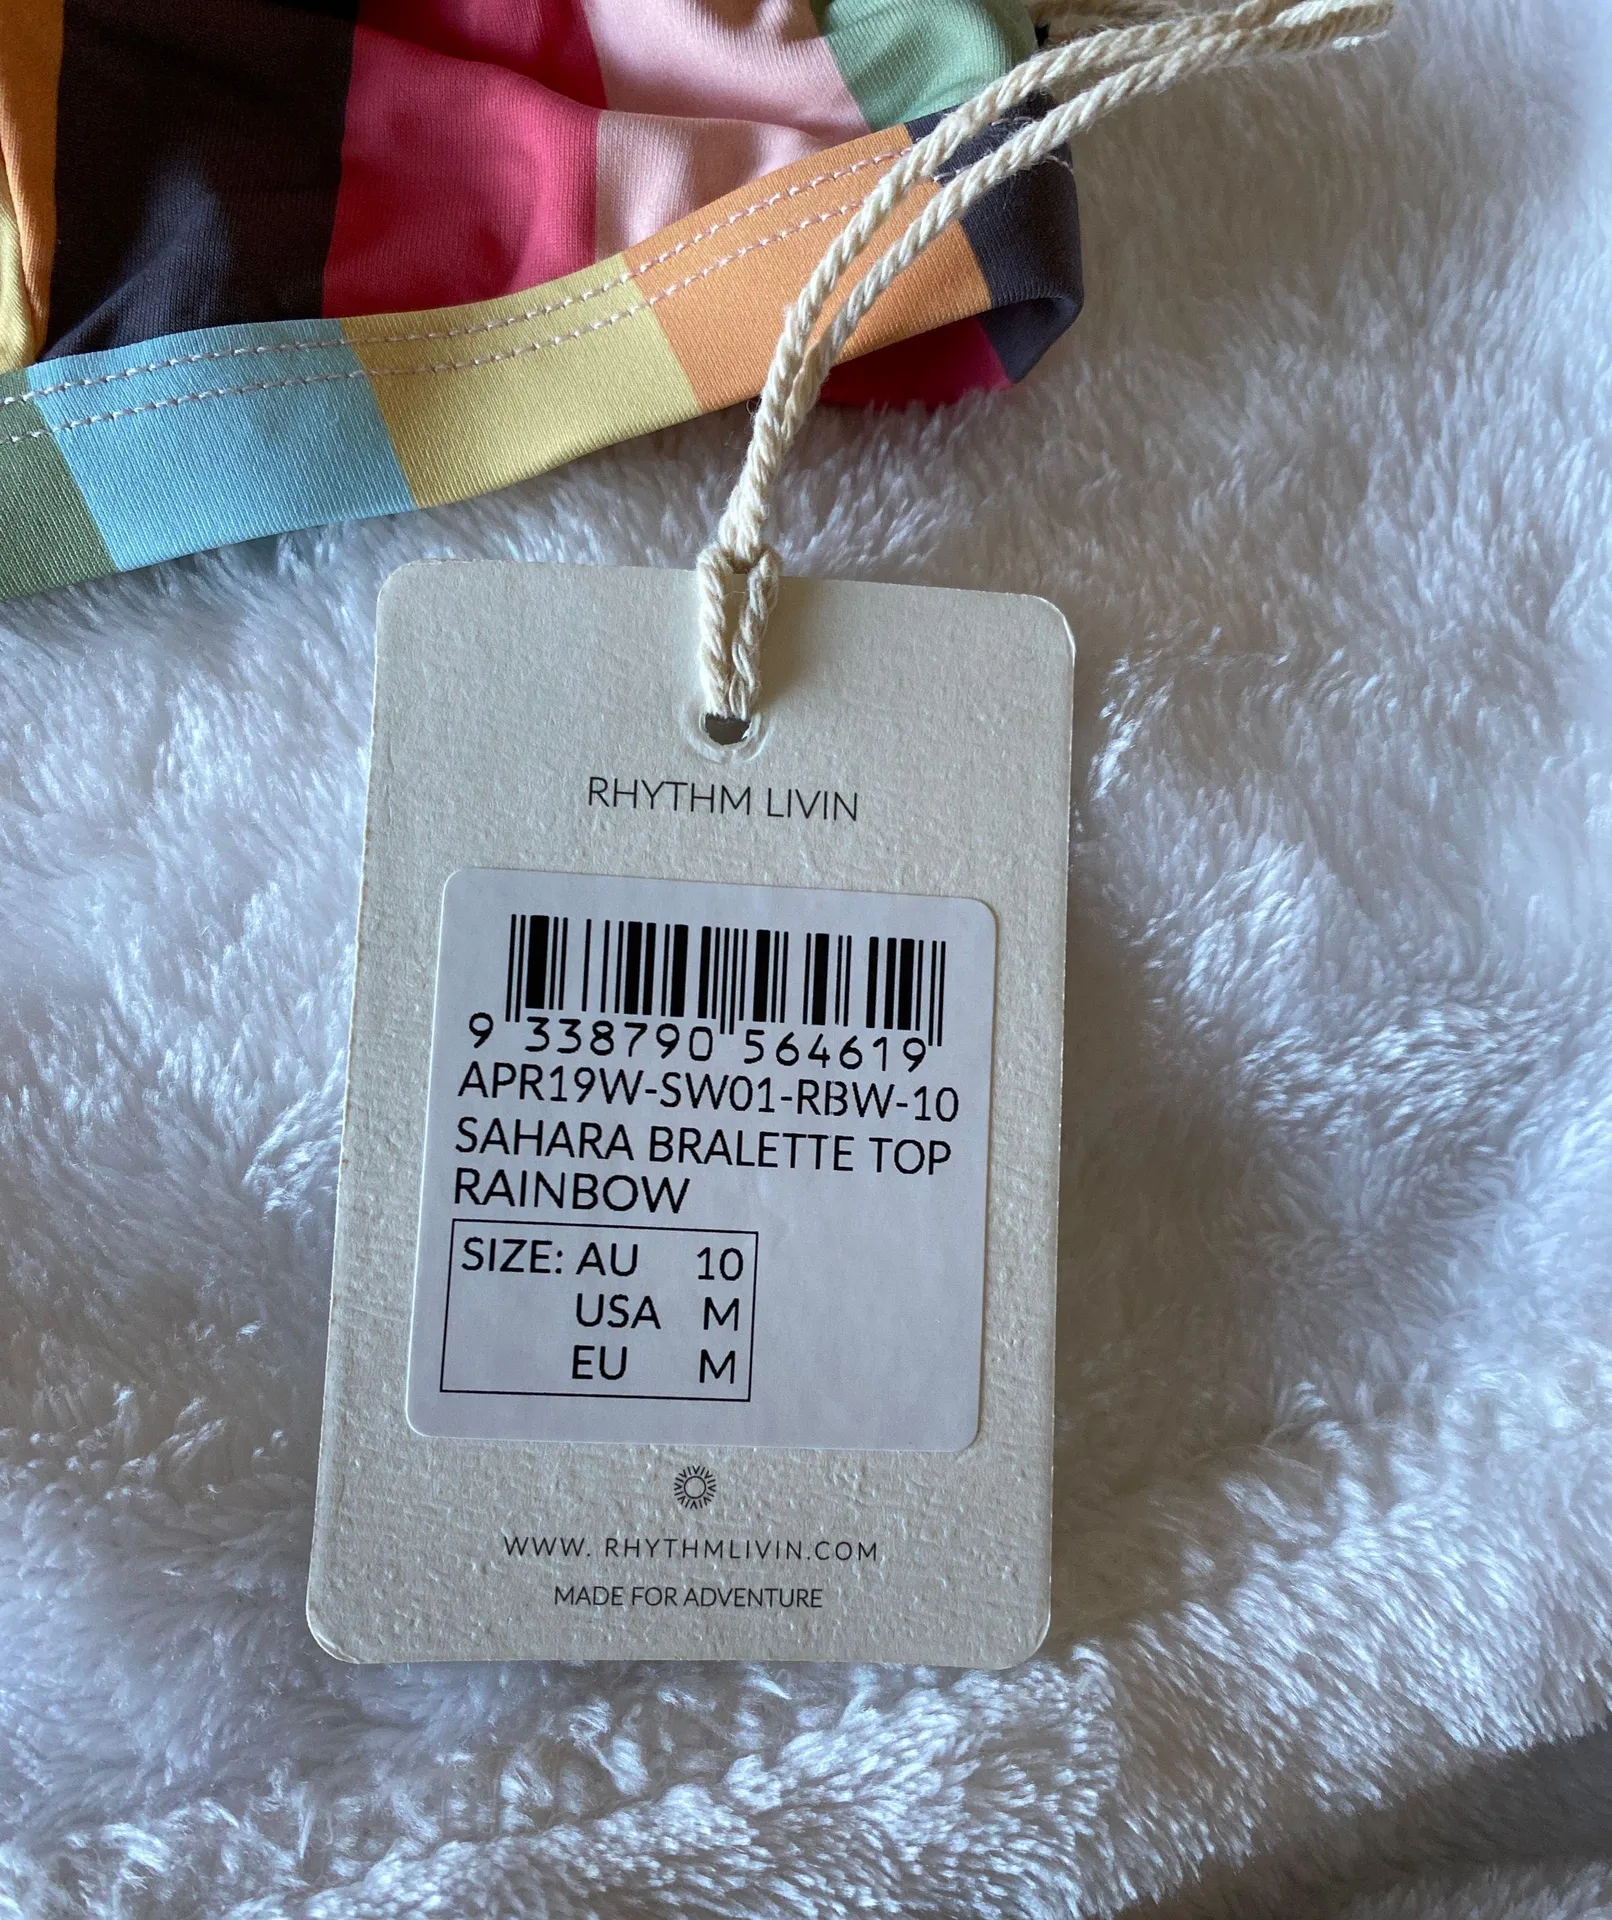 RHYTHM LIVIN
9 338790 564619
APR19W-SW01-RBW-10
SAHARA BRALETTE TOP
RAINBOW
SIZE: AU 10
USA M
EU M
WWW. RHYTHMLIVIN.COM
MADE FOR ADVENTURE